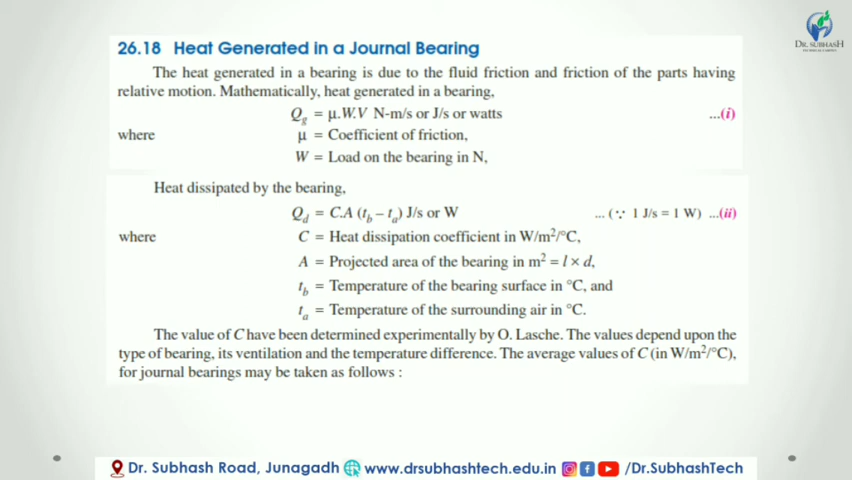 DR. SUBHASH
26.18 Heat Generated in a Journal Bearing
The heat generated in a bearing is due to the fluid friction and friction of the parts having
relative motion. Mathematically, heat generated in a bearing,
Qg = μ.W.V N-m/s or J/s or watts ...(i)
where μ = Coefficient of friction,
W = Load on the bearing in N,
Heat dissipated by the bearing,
Qd = C.A (tb – ta) J/s or W ... (∵ 1 J/s = 1 W) ...(ii)
where C = Heat dissipation coefficient in W/m²/°C,
A = Projected area of the bearing in m² = l × d,
tb = Temperature of the bearing surface in °C, and
ta = Temperature of the surrounding air in °C.
The value of C have been determined experimentally by O. Lasche. The values depend upon the
type of bearing, its ventilation and the temperature difference. The average values of C (in W/m²/°C),
for journal bearings may be taken as follows :
Dr. Subhash Road, Junagadh www.drsubhashtech.edu.in /Dr.SubhashTech